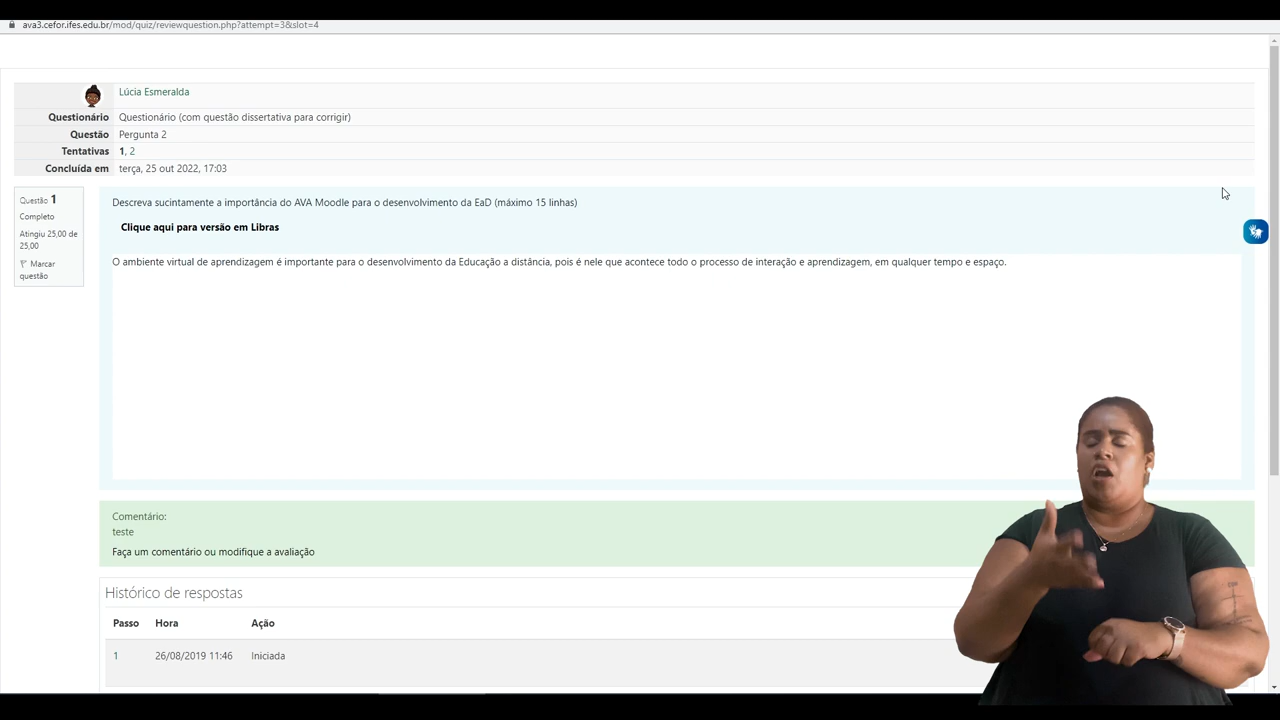 ava3.cefor.ifes.edu.br/mod/quiz/reviewquestion.php?attempt=3&slot=4
Lúcia Esmeralda
Questionário Questionário (com questão dissertativa para corrigir)
Questão Pergunta 2
Tentativas 1, 2
Concluída em terça, 25 out 2022, 17:03
Questão 1
Completo
Atingiu 25,00 de
25,00
Marcar
questão
Descreva sucintamente a importância do AVA Moodle para o desenvolvimento da EaD (máximo 15 linhas)
Clique aqui para versão em Libras
O ambiente virtual de aprendizagem é importante para o desenvolvimento da Educação a distância, pois é nele que acontece todo o processo de interação e aprendizagem, em qualquer tempo e espaço.
Comentário:
teste
Faça um comentário ou modifique a avaliação
Histórico de respostas
Passo Hora Ação
1 26/08/2019 11:46 Iniciada